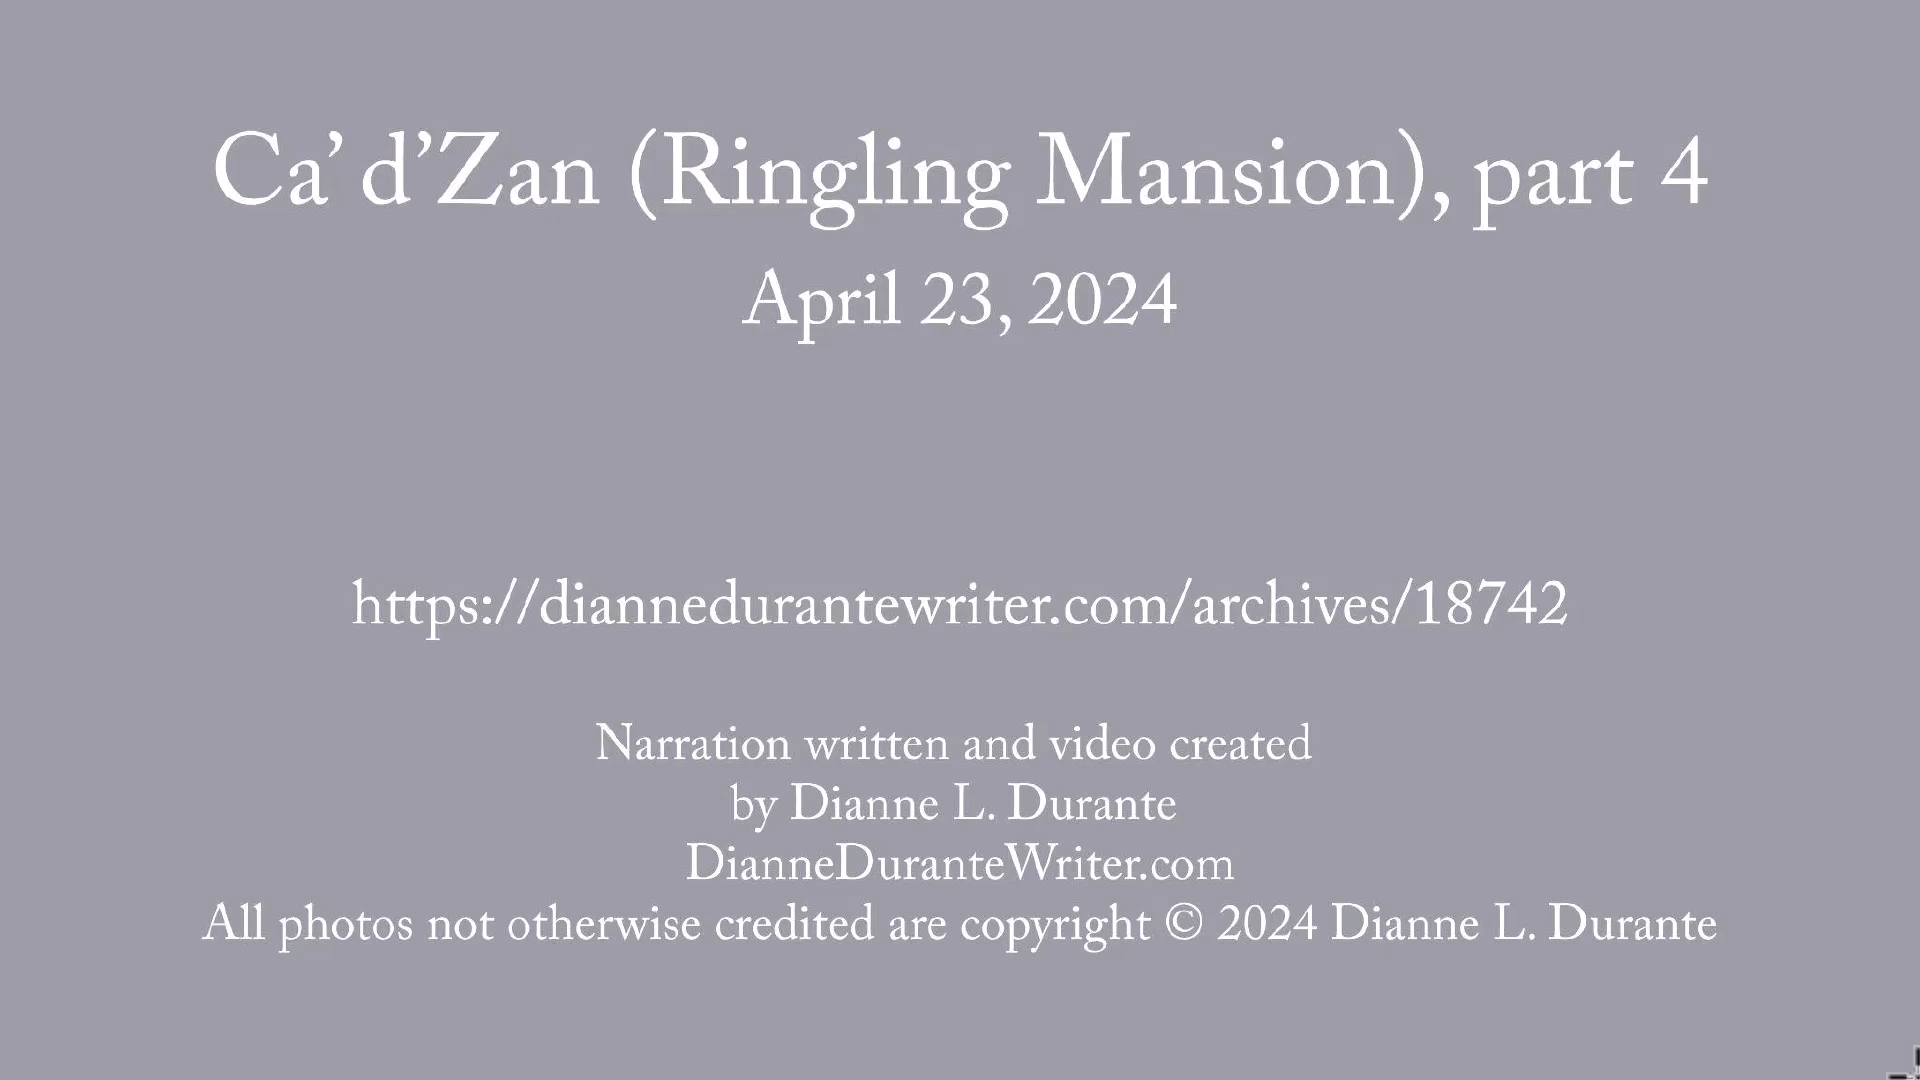 Ca’ d’Zan (Ringling Mansion), part 4
April 23, 2024
https://diannedurantewriter.com/archives/18742
Narration written and video created
by Dianne L. Durante
DianneDuranteWriter.com
All photos not otherwise credited are copyright © 2024 Dianne L. Durante